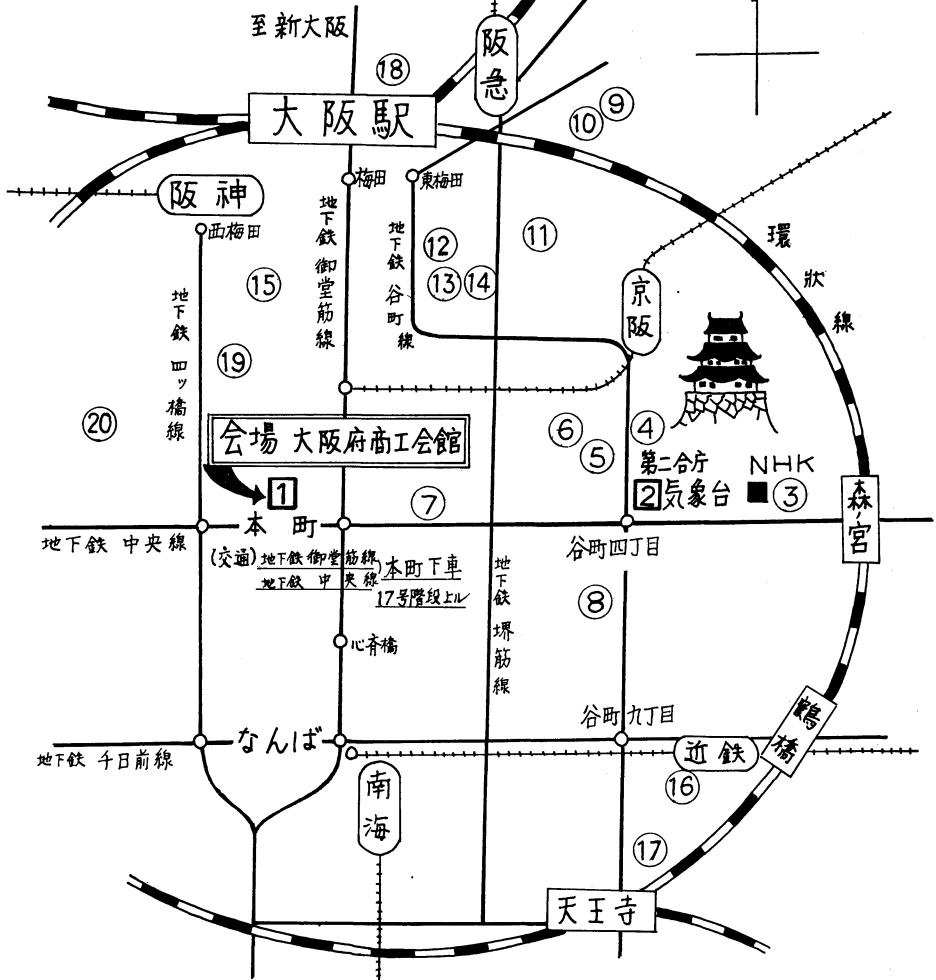 至新大阪
阪急
⑱
大阪駅
⑨
⑩
阪神
梅田
東梅田
西梅田
地下鉄 御堂筋線
地下鉄 谷町線
⑫
⑪
環状線
⑮
⑬
⑭
京阪
地下鉄 四ッ橋線
⑲
⑳
会場 大阪府商工会館
⑥
④
⑤
第二合庁
NHK
1
2 気象台
③
⑦
本町
森ノ宮
地下鉄 中央線
谷町四丁目
(交通)地下鉄御堂筋線
地下鉄 中央線
)本町下車
17号階段上ル
地下鉄 堺筋線
⑧
心斉橋
谷町九丁目
鶴橋
なんば
地下鉄 千日前線
近鉄
南海
⑯
⑰
天王寺